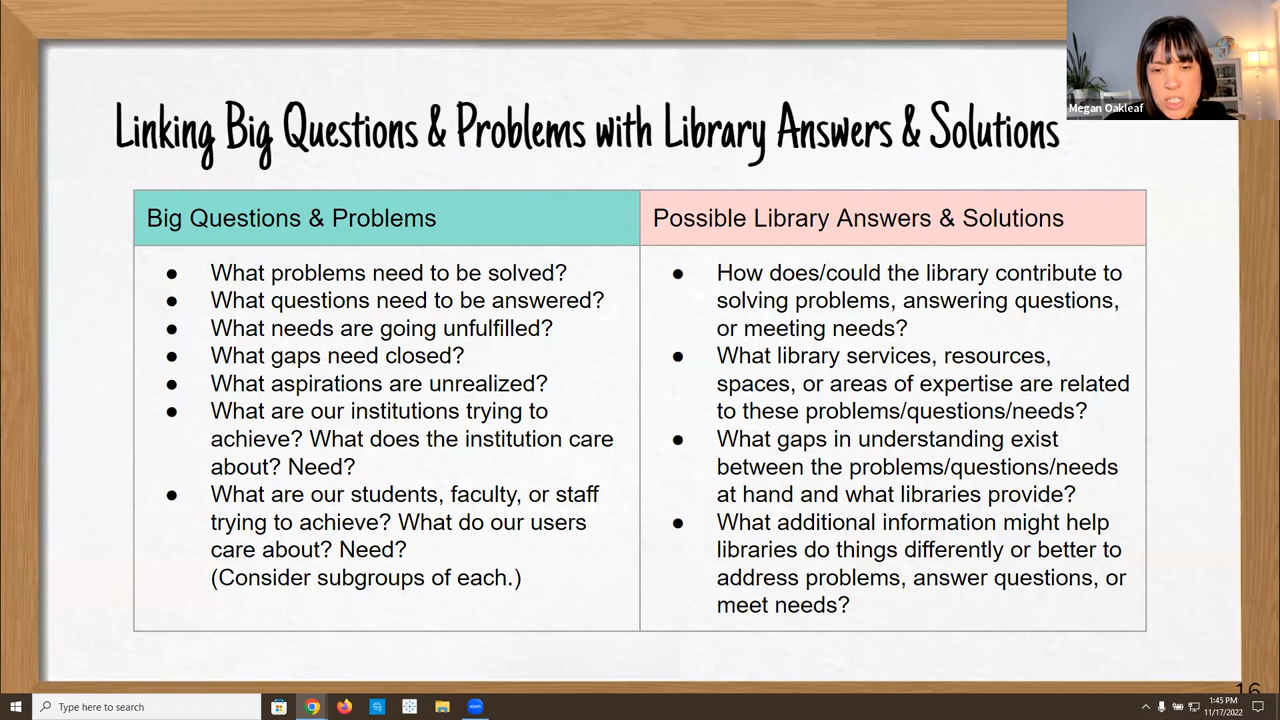 Megan Oakleaf
Linking Big Questions & Problems with Library Answers & Solutions
Big Questions & Problems
● What problems need to be solved?
● What questions need to be answered?
● What needs are going unfulfilled?
● What gaps need closed?
● What aspirations are unrealized?
● What are our institutions trying to
achieve? What does the institution care
about? Need?
● What are our students, faculty, or staff
trying to achieve? What do our users
care about? Need?
(Consider subgroups of each.)
Possible Library Answers & Solutions
● How does/could the library contribute to
solving problems, answering questions,
or meeting needs?
● What library services, resources,
spaces, or areas of expertise are related
to these problems/questions/needs?
● What gaps in understanding exist
between the problems/questions/needs
at hand and what libraries provide?
● What additional information might help
libraries do things differently or better to
address problems, answer questions, or
meet needs?
16
Type here to search
zoom
1:45 PM
11/17/2022